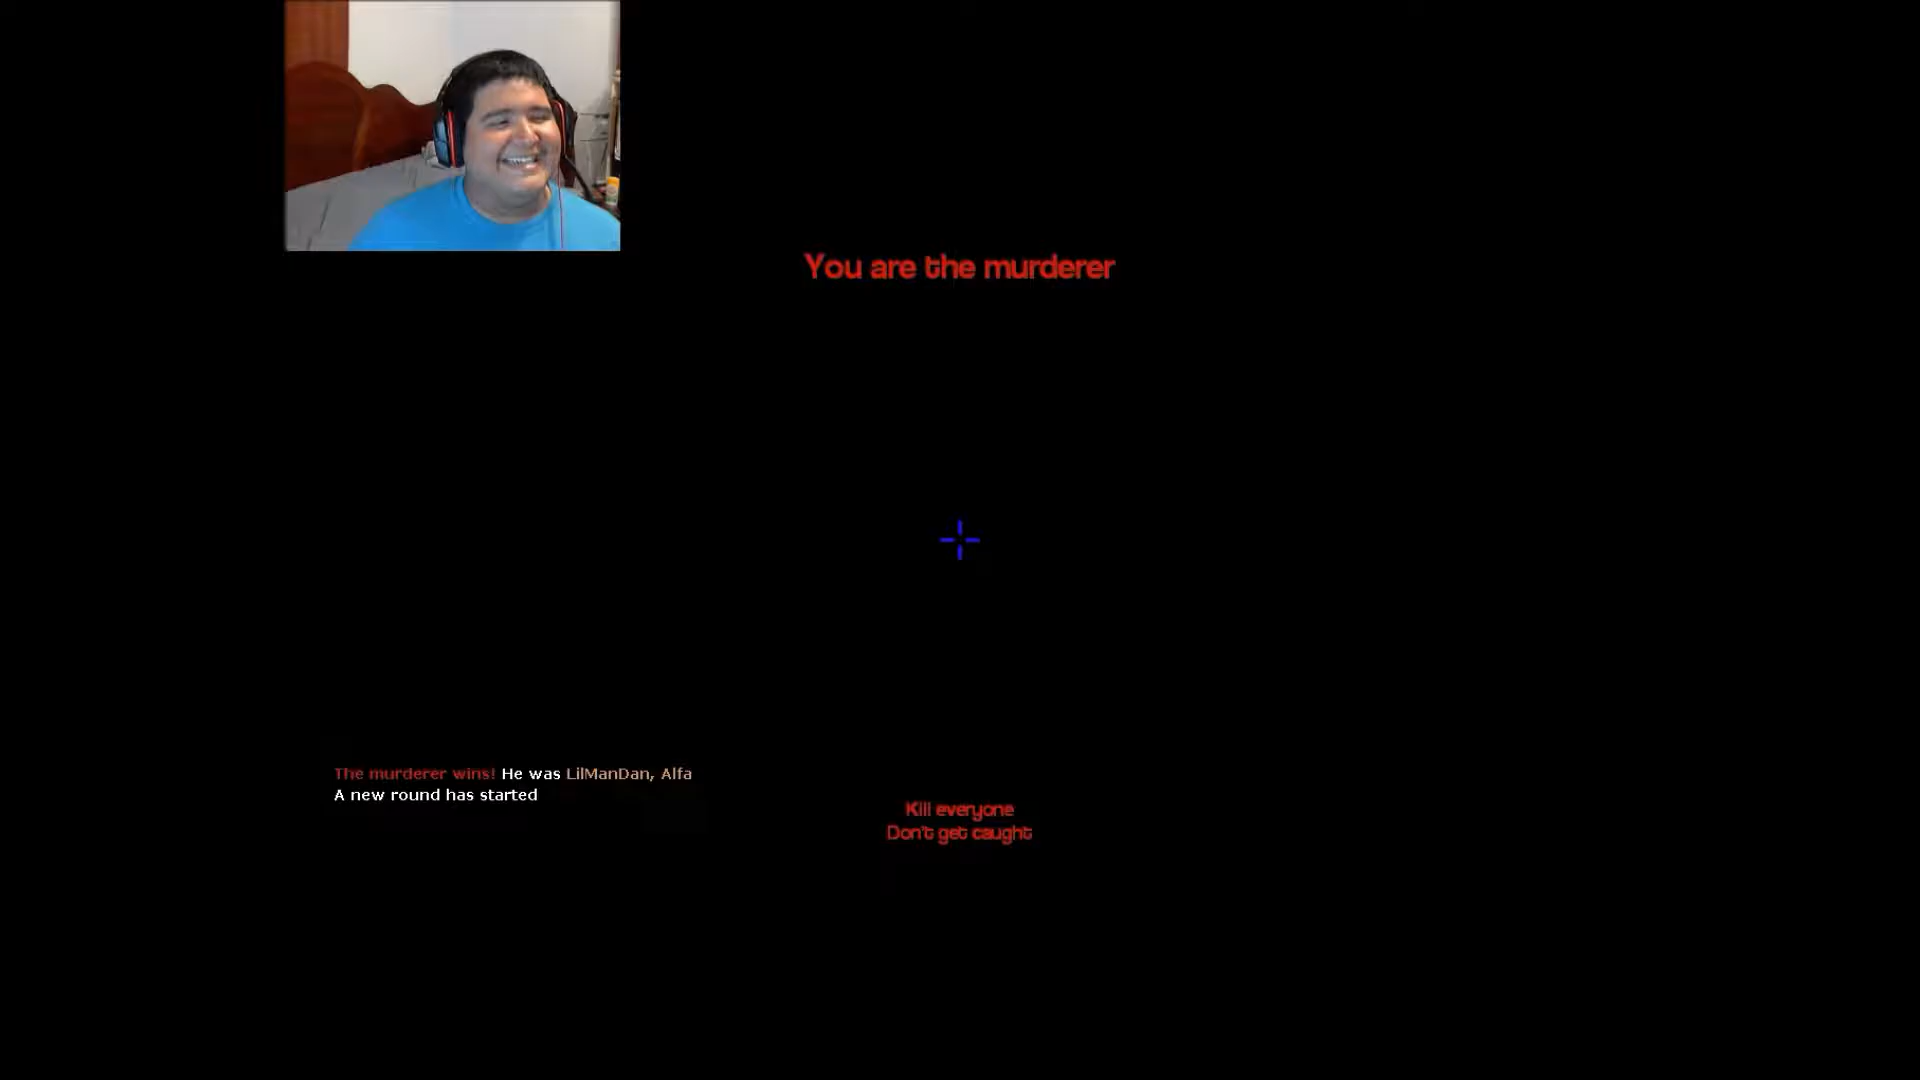 You are the murderer
The murderer wins! He was LilManDan, Alfa
A new round has started
Kill everyone
Don't get caught